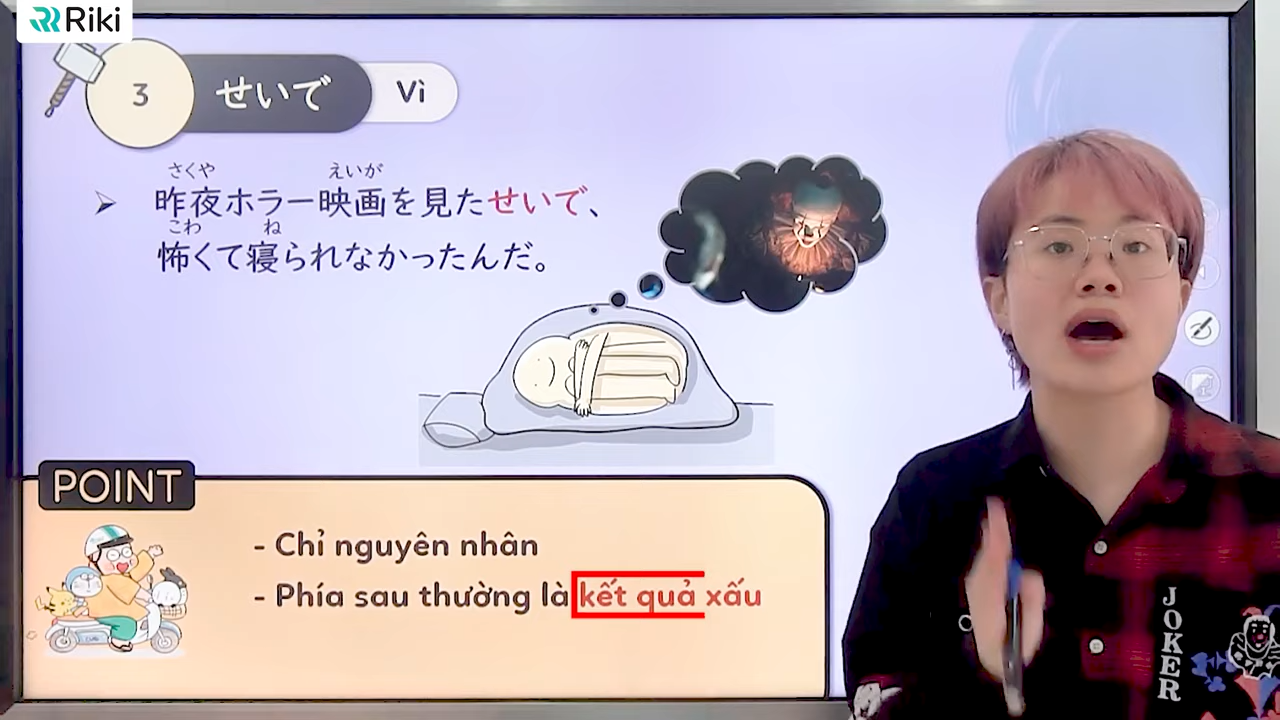 Riki
3 せいで Vì
さくや えいが
昨夜ホラー映画を見たせいで、
こわ ね
怖くて寝られなかったんだ。
POINT
- Chỉ nguyên nhân
- Phía sau thường là kết quả xấu
JOKER